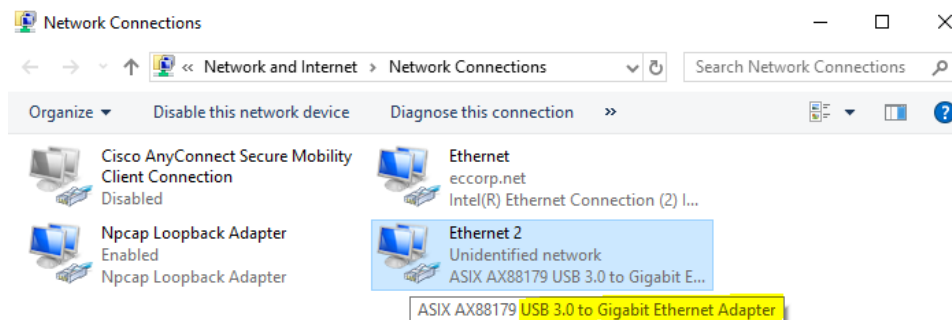 Network Connections
« Network and Internet > Network Connections
Search Network Connections
Organize
Disable this network device
Diagnose this connection
»
Cisco AnyConnect Secure Mobility
Client Connection
Disabled
Ethernet
eccorp.net
Intel(R) Ethernet Connection (2) I...
Npcap Loopback Adapter
Enabled
Npcap Loopback Adapter
Ethernet 2
Unidentified network
ASIX AX88179 USB 3.0 to Gigabit E...
ASIX AX88179 USB 3.0 to Gigabit Ethernet Adapter